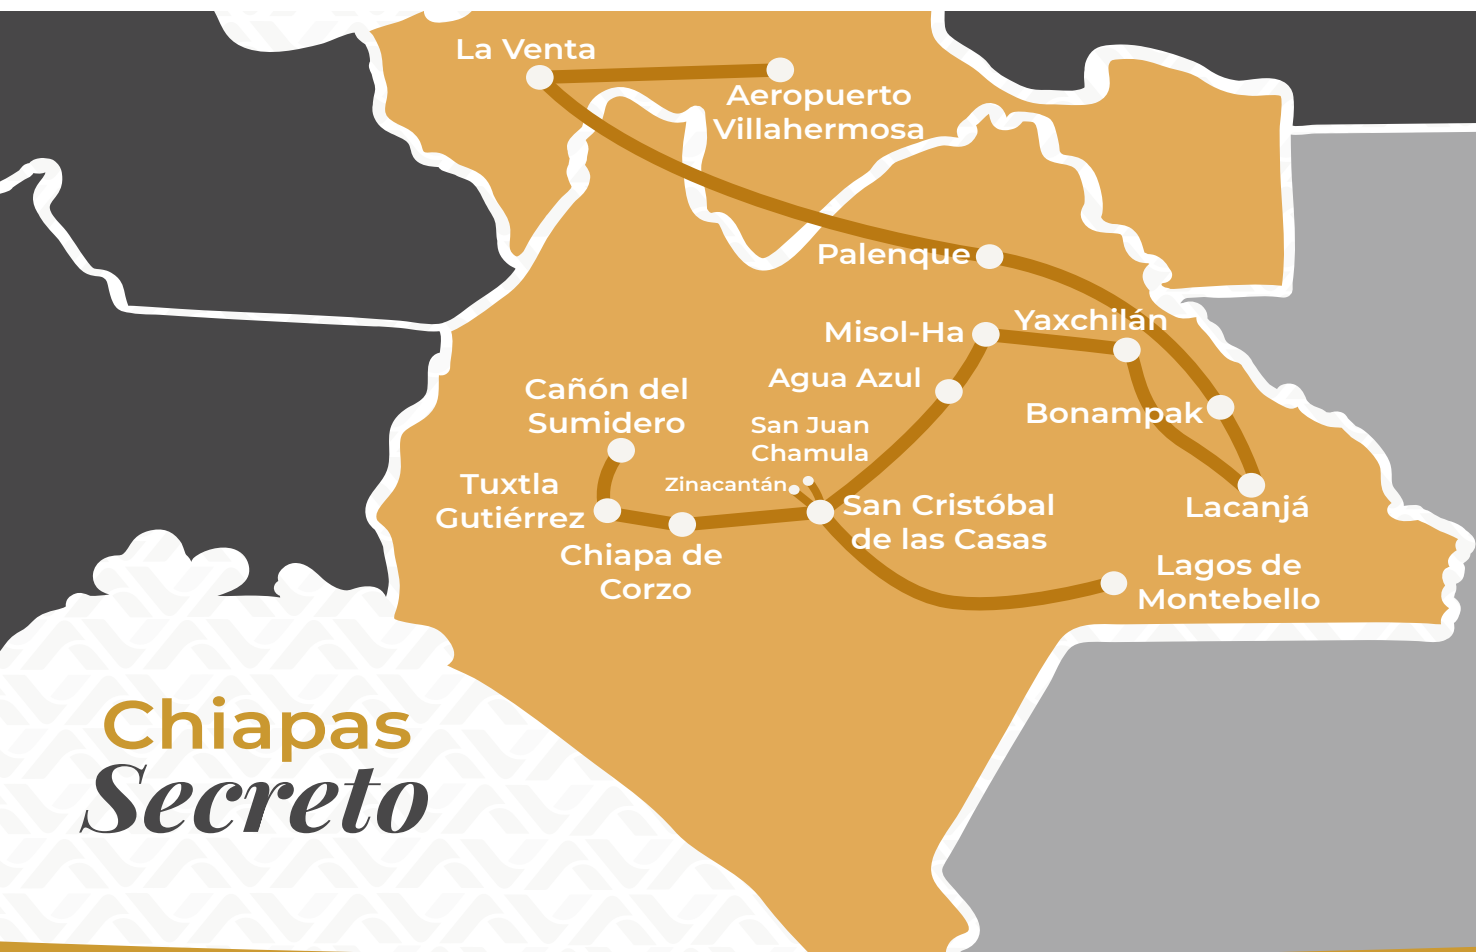 La Venta
Aeropuerto
Villahermosa
Palenque
Yaxchilán
Misol-Ha
Agua Azul
Cañón del
Sumidero
Bonampak
San Juan
Chamula
Zinacantán
Tuxtla
Gutiérrez
San Cristóbal
de las Casas
Lacanjá
Chiapa de
Corzo
Lagos de
Montebello
Chiapas
Secreto